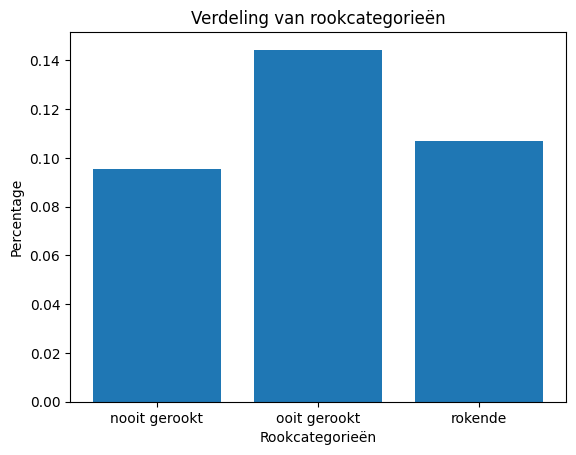 Verdeling van rookcategorieën
0.14
0.12
0.10
0.08
0.06
0.04
0.02
0.00
Percentage
nooit gerookt
ooit gerookt
rokende
Rookcategorieën